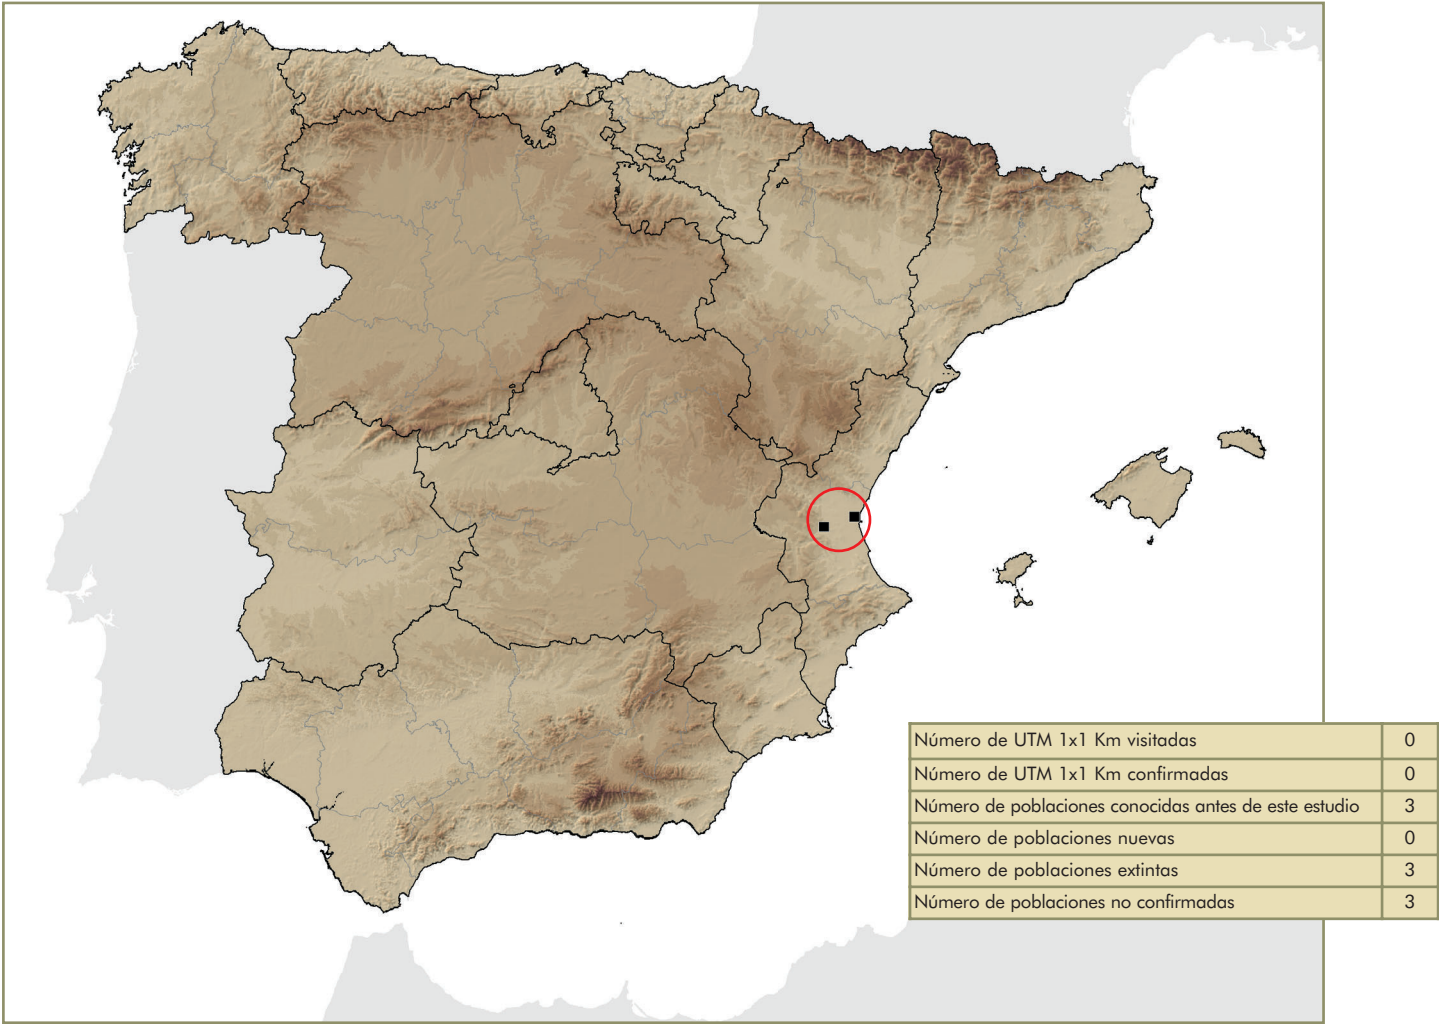 Número de UTM 1x1 Km visitadas 0
Número de UTM 1x1 Km confirmadas 0
Número de poblaciones conocidas antes de este estudio 3
Número de poblaciones nuevas 0
Número de poblaciones extintas 3
Número de poblaciones no confirmadas 3